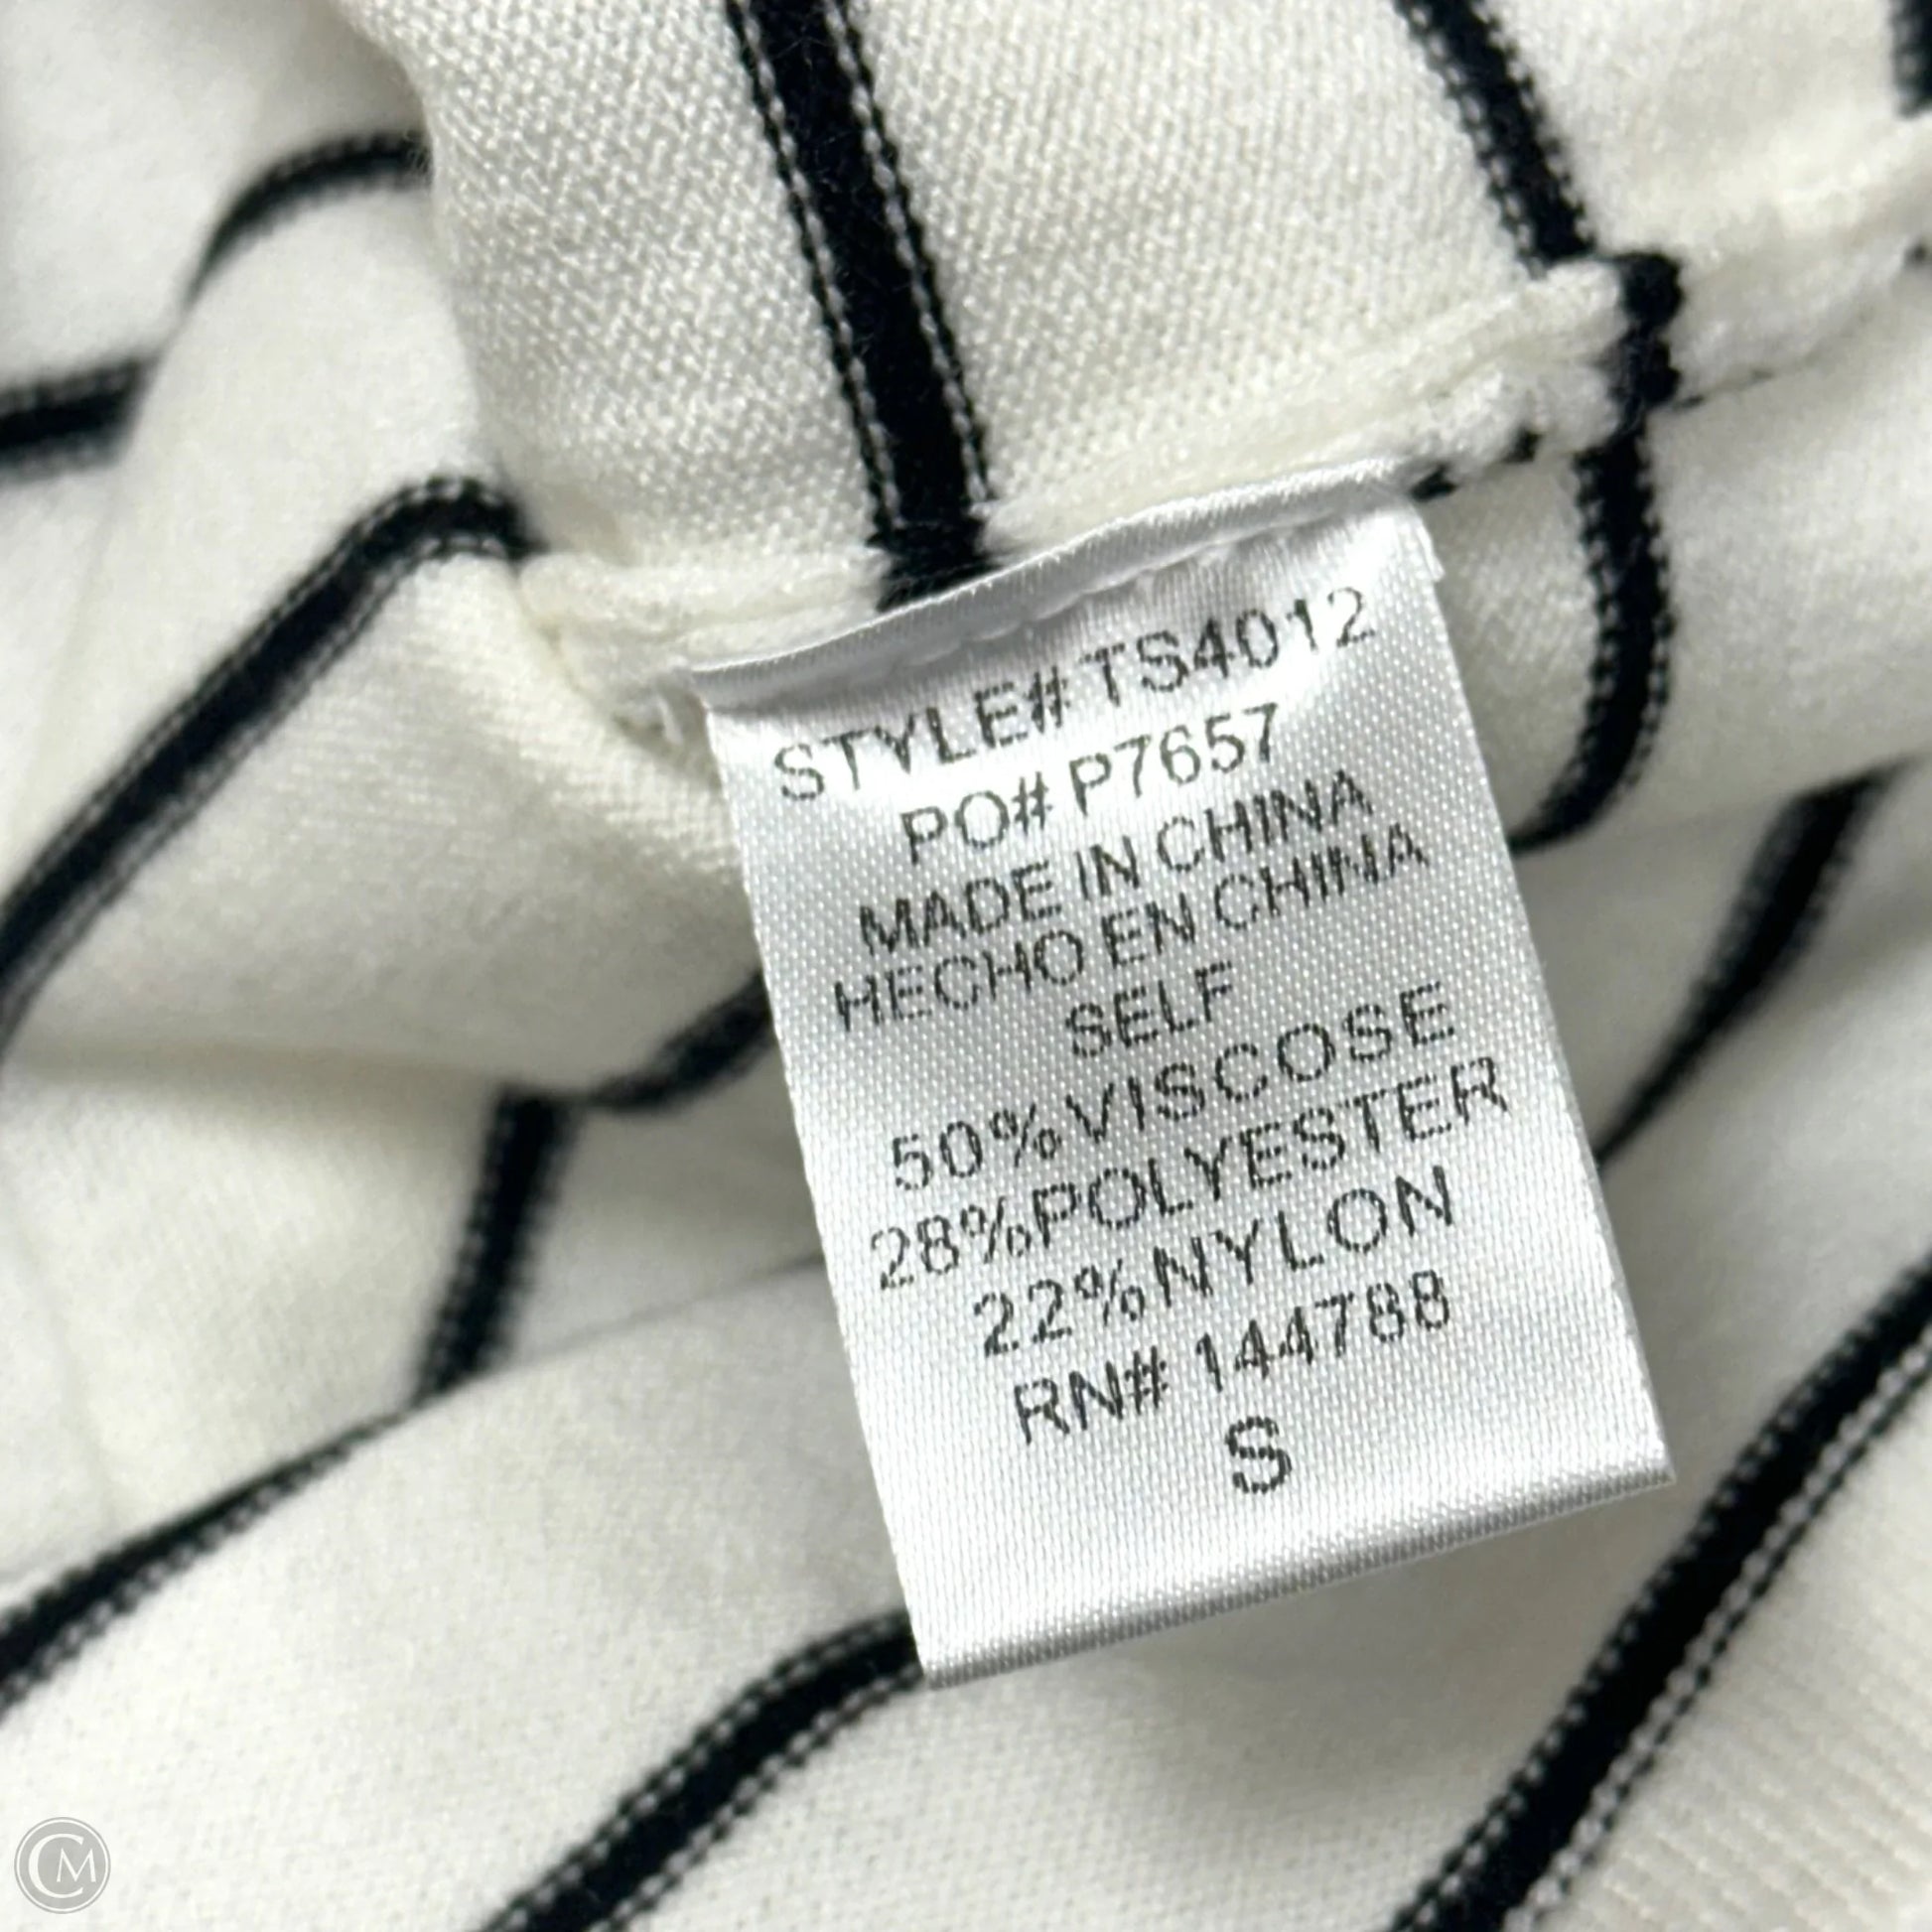 STYLE# TS4012
PO# P7657
MADE IN CHINA
HECHO EN CHINA
SELF
50%VISCOSE
28%POLYESTER
22%NYLON
RN# 144788
S
CM